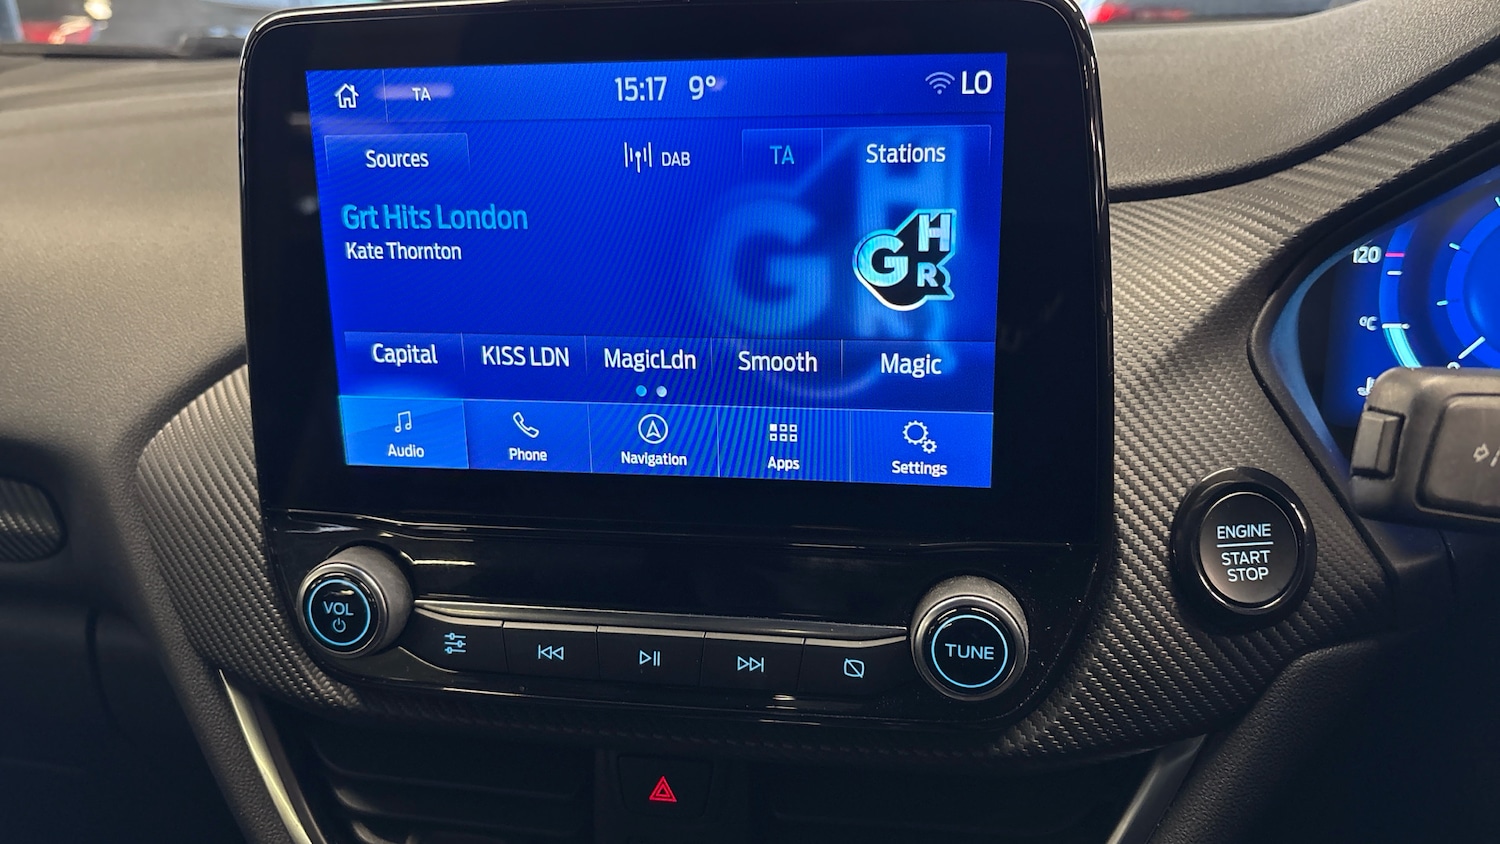 TA 15:17 9° LO
Sources DAB TA Stations
Grt Hits London
Kate Thornton
GHR
Capital KISS LDN MagicLdn Smooth Magic
Audio Phone Navigation Apps Settings
120
°C
ENGINE
START
STOP
VOL
TUNE